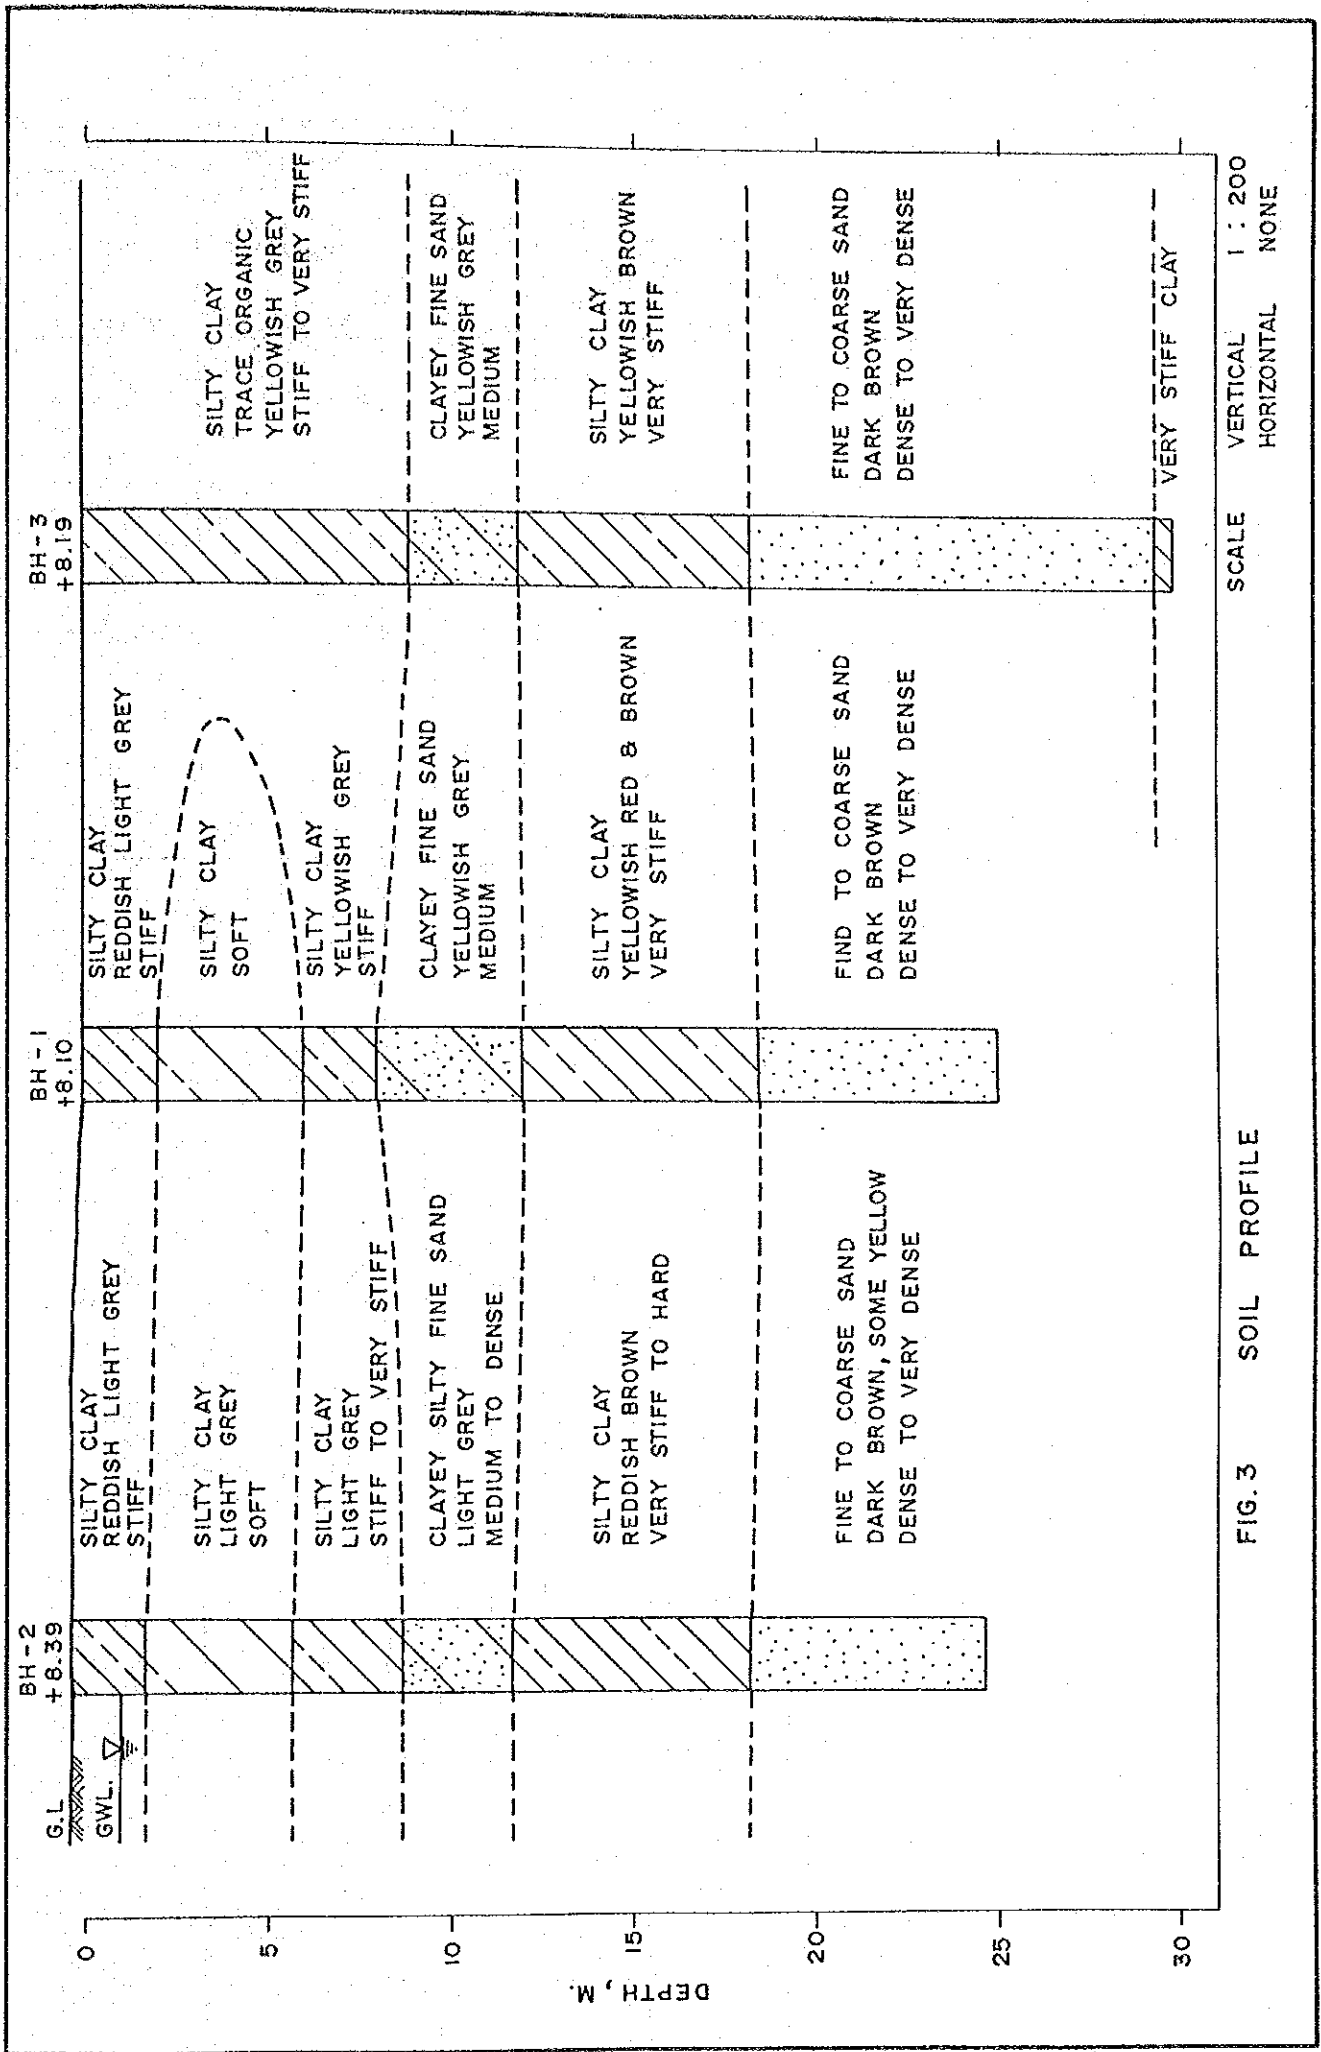 G.L
GWL.
BH-2
+8.39
SILTY CLAY
REDDISH LIGHT GREY
STIFF
SILTY CLAY
LIGHT GREY
SOFT
SILTY CLAY
LIGHT GREY
STIFF TO VERY STIFF
CLAYEY SILTY FINE SAND
LIGHT GREY
MEDIUM TO DENSE
SILTY CLAY
REDDISH BROWN
VERY STIFF TO HARD
FINE TO COARSE SAND
DARK BROWN, SOME YELLOW
DENSE TO VERY DENSE
BH-1
+8.10
SILTY CLAY
REDDISH LIGHT GREY
STIFF
SILTY CLAY
SOFT
SILTY CLAY
YELLOWISH GREY
STIFF
CLAYEY FINE SAND
YELLOWISH GREY
MEDIUM
SILTY CLAY
YELLOWISH RED & BROWN
VERY STIFF
FIND TO COARSE SAND
DARK BROWN
DENSE TO VERY DENSE
BH-3
+8.19
SILTY CLAY
TRACE ORGANIC
YELLOWISH GREY
STIFF TO VERY STIFF
CLAYEY FINE SAND
YELLOWISH GREY
MEDIUM
SILTY CLAY
YELLOWISH BROWN
VERY STIFF
FINE TO COARSE SAND
DARK BROWN
DENSE TO VERY DENSE
VERY STIFF CLAY
0
5
10
15
20
25
30
DEPTH, M.
FIG. 3 SOIL PROFILE
SCALE VERTICAL 1 : 200
HORIZONTAL NONE